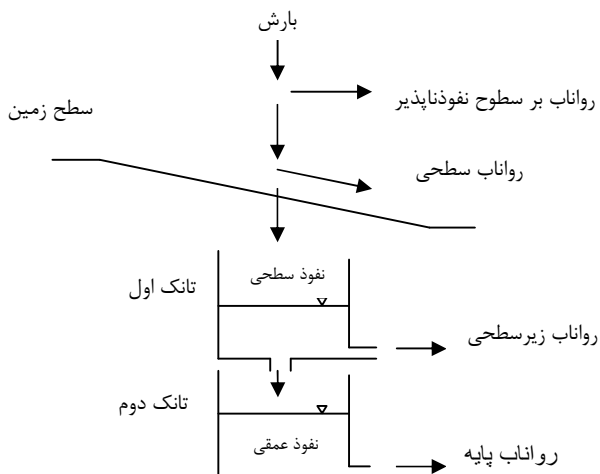 بارش
رواناب بر سطوح نفوذناپذیر
سطح زمین
رواناب سطحی
نفوذ سطحی
تانک اول
رواناب زیرسطحی
تانک دوم
نفوذ عمقی
رواناب پایه